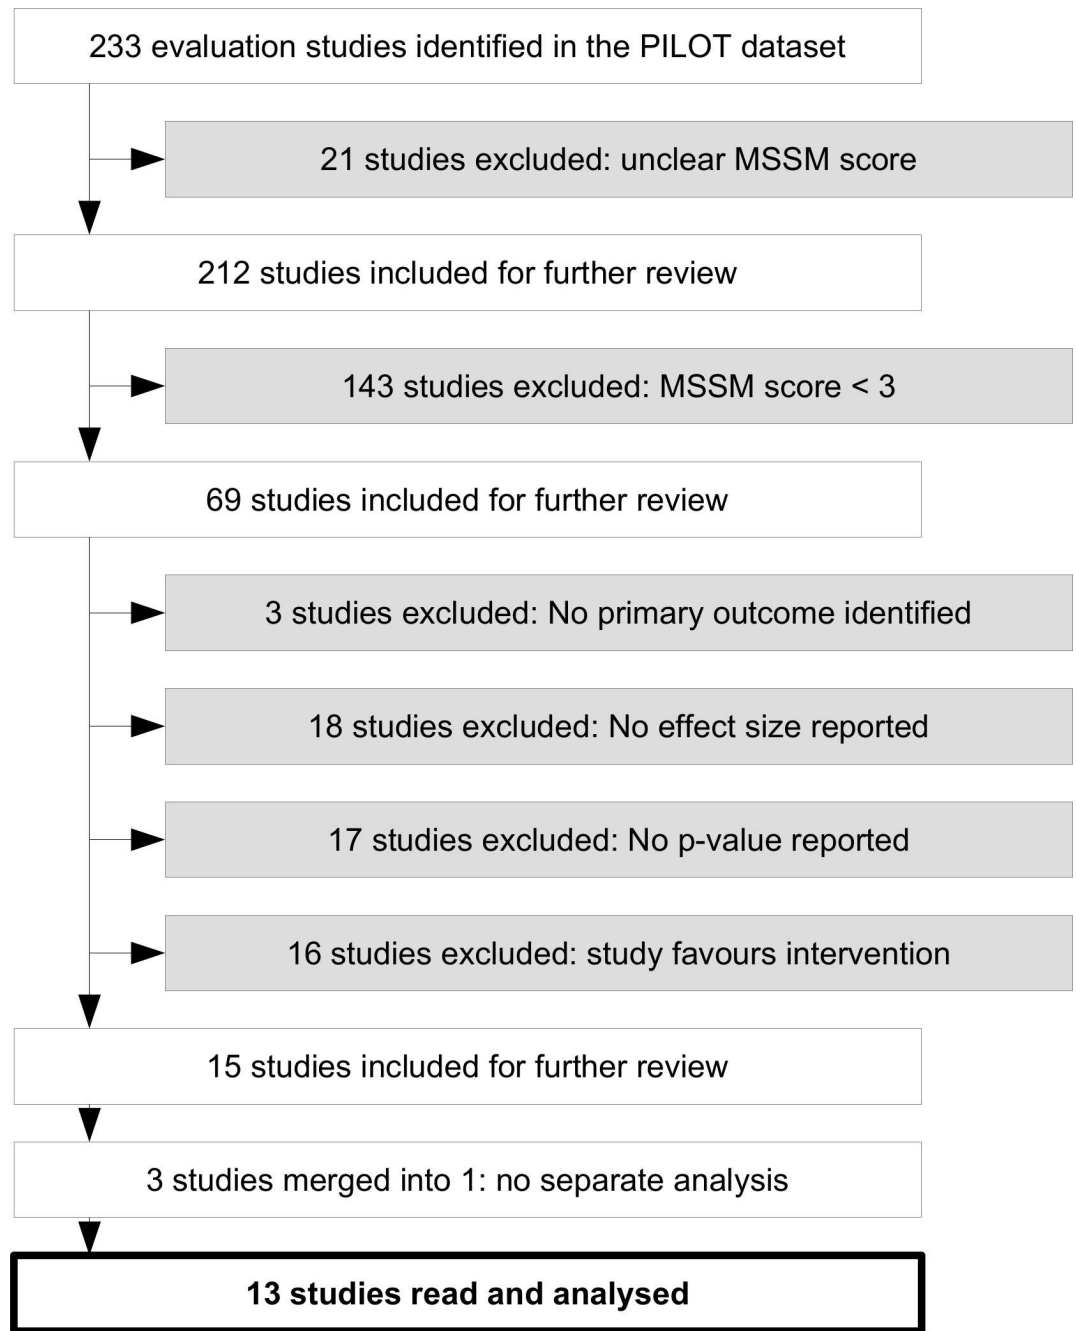 233 evaluation studies identified in the PILOT dataset
21 studies excluded: unclear MSSM score
212 studies included for further review
143 studies excluded: MSSM score < 3
69 studies included for further review
3 studies excluded: No primary outcome identified
18 studies excluded: No effect size reported
17 studies excluded: No p-value reported
16 studies excluded: study favours intervention
15 studies included for further review
3 studies merged into 1: no separate analysis
13 studies read and analysed